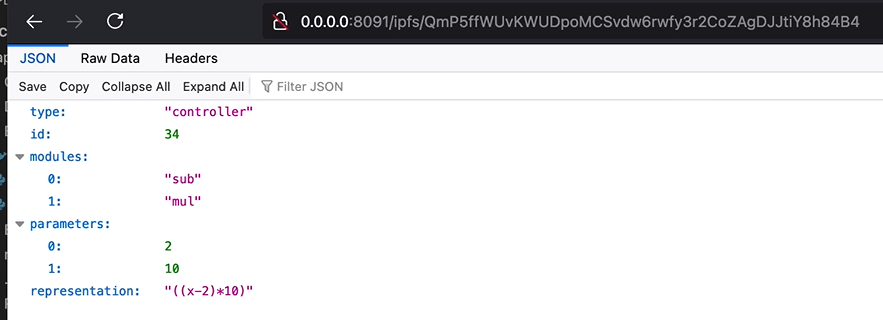 0.0.0.0:8091/ipfs/QmP5ffWUvKWUDpoMCSvdw6rwfy3r2CoZAgDJJtiY8h84B4
JSON Raw Data Headers
Save Copy Collapse All Expand All Filter JSON
type: "controller"
id: 34
modules:
0: "sub"
1: "mul"
parameters:
0: 2
1: 10
representation: "((x-2)*10)"